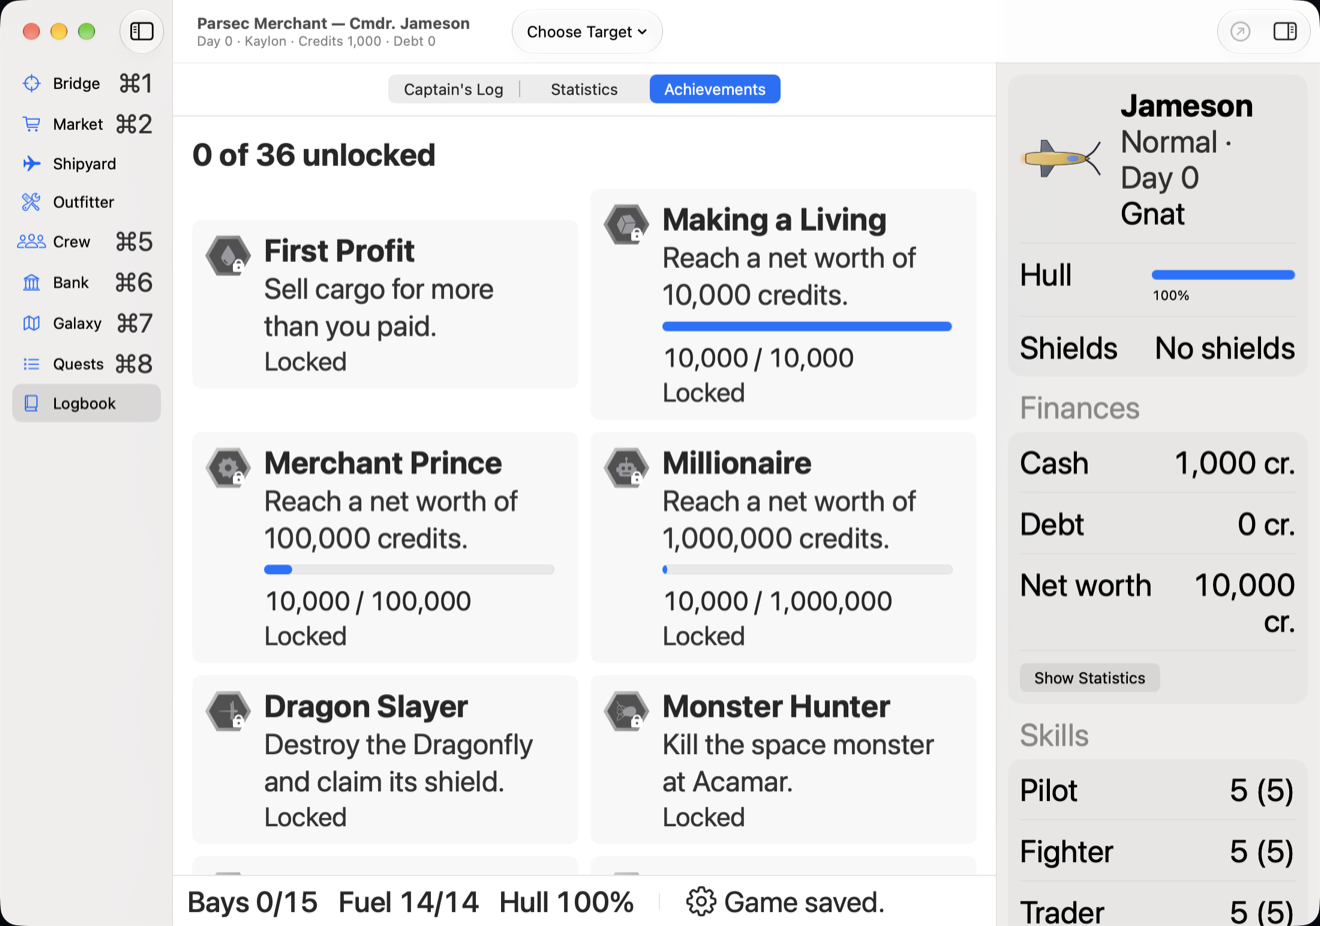 Parsec Merchant — Cmdr. Jameson
Day 0 · Kaylon · Credits 1,000 · Debt 0
Choose Target
Bridge ⌘1
Market ⌘2
Shipyard
Outfitter
Crew ⌘5
Bank ⌘6
Galaxy ⌘7
Quests ⌘8
Logbook
Captain's Log
Statistics
Achievements
0 of 36 unlocked
First Profit
Sell cargo for more
than you paid.
Locked
Making a Living
Reach a net worth of
10,000 credits.
10,000 / 10,000
Locked
Merchant Prince
Reach a net worth of
100,000 credits.
10,000 / 100,000
Locked
Millionaire
Reach a net worth of
1,000,000 credits.
10,000 / 1,000,000
Locked
Dragon Slayer
Destroy the Dragonfly
and claim its shield.
Locked
Monster Hunter
Kill the space monster
at Acamar.
Locked
Bays 0/15 Fuel 14/14 Hull 100% Game saved.
Jameson
Normal ·
Day 0
Gnat
Hull
100%
Shields No shields
Finances
Cash 1,000 cr.
Debt 0 cr.
Net worth 10,000
cr.
Show Statistics
Skills
Pilot 5 (5)
Fighter 5 (5)
Trader 5 (5)